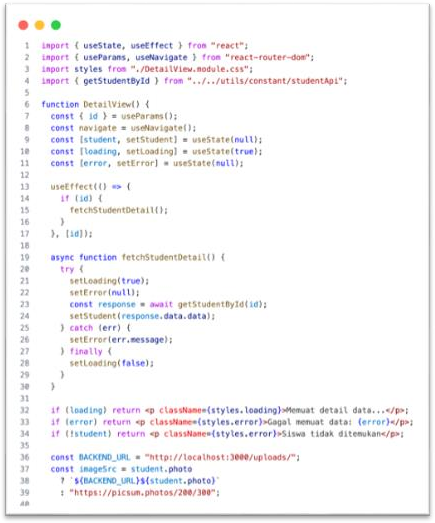 1 import { useState, useEffect } from "react";
2 import { useParams, useNavigate } from "react-router-dom";
3 import styles from "./DetailView.module.css";
4 import { getStudentById } from "../../utils/constant/studentApi";
5
6 function DetailView() {
7 const { id } = useParams();
8 const navigate = useNavigate();
9 const [student, setStudent] = useState(null);
10 const [loading, setLoading] = useState(true);
11 const [error, setError] = useState(null);
12
13 useEffect(() => {
14 if (id) {
15 fetchStudentDetail();
16 }
17 }, [id]);
18
19 async function fetchStudentDetail() {
20 try {
21 setLoading(true);
22 setError(null);
23 const response = await getStudentById(id);
24 setStudent(response.data.data);
25 } catch (err) {
26 setError(err.message);
27 } finally {
28 setLoading(false);
29 }
30 }
31
32 if (loading) return <p className={styles.loading}>Memuat detail data...</p>;
33 if (error) return <p className={styles.error}>Gagal memuat data: {error}</p>;
34 if (!student) return <p className={styles.error}>Siswa tidak ditemukan</p>;
35
36 const BACKEND_URL = "http://localhost:3000/uploads/";
37 const imageSrc = student.photo
38 ? `${BACKEND_URL}${student.photo}`
39 : "https://picsum.photos/200/300";
40